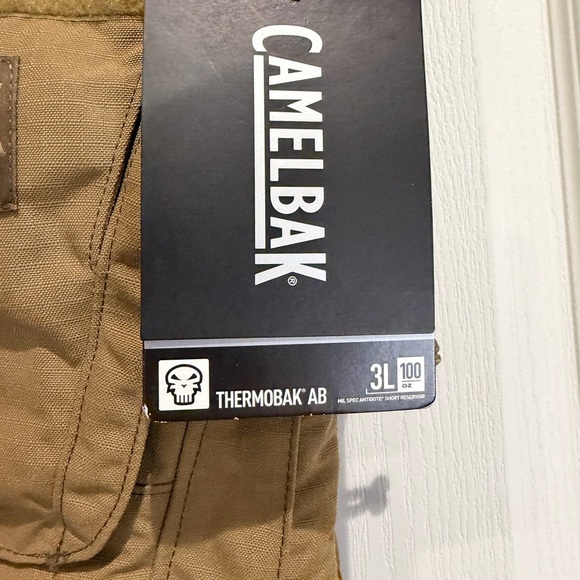 CAMELBAK®
THERMOBAK® AB
3L 100 OZ
MIL SPEC ANTIDOTE® SHORT RESERVOIR